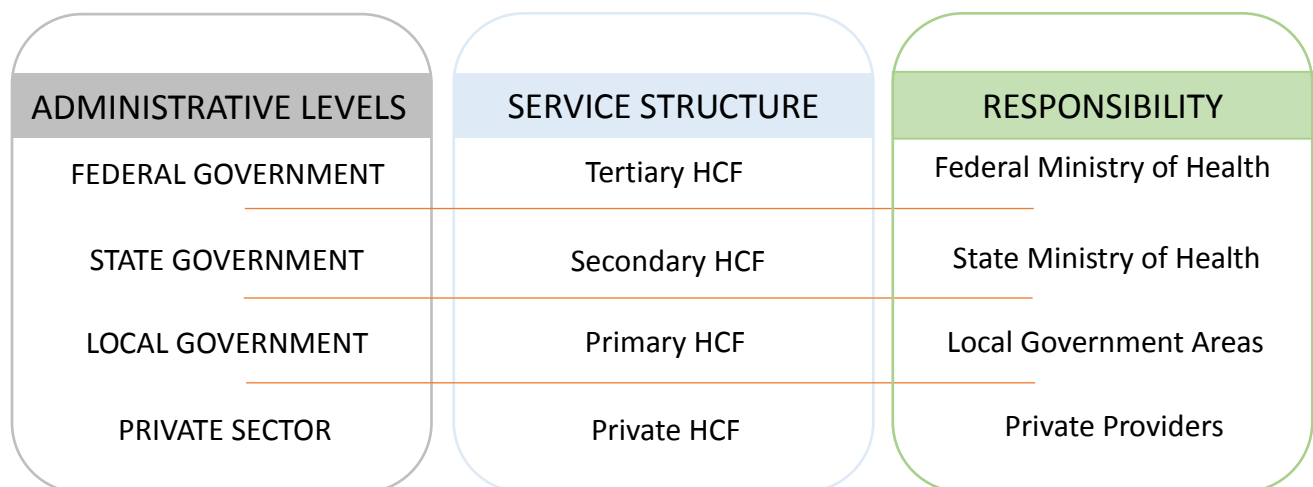 ADMINISTRATIVE LEVELS
SERVICE STRUCTURE
RESPONSIBILITY
FEDERAL GOVERNMENT
Tertiary HCF
Federal Ministry of Health
STATE GOVERNMENT
Secondary HCF
State Ministry of Health
LOCAL GOVERNMENT
Primary HCF
Local Government Areas
PRIVATE SECTOR
Private HCF
Private Providers